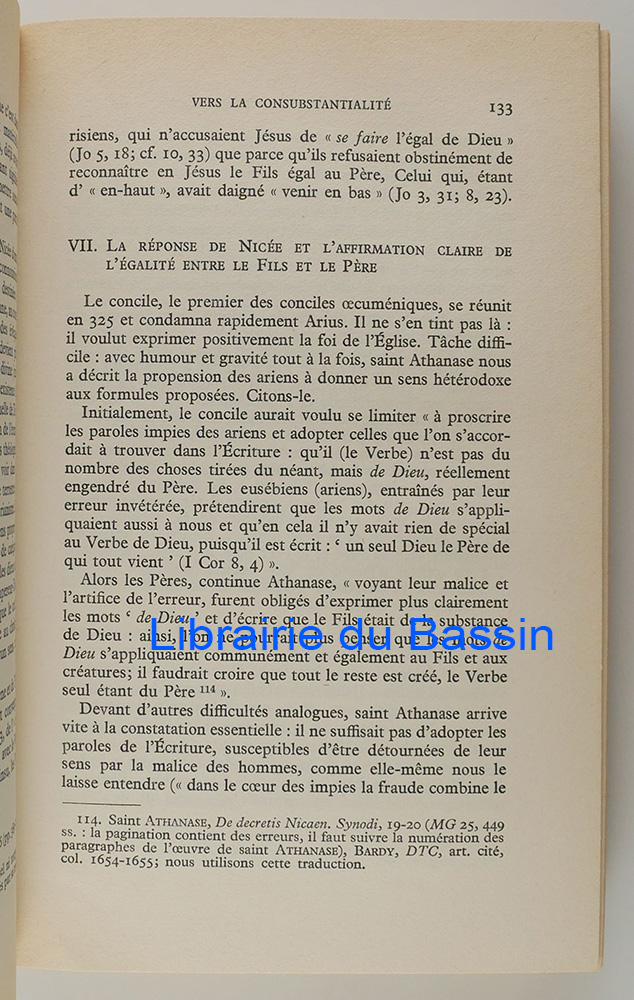 VERS LA CONSUBSTANTIALITÉ 133
risiens, qui n'accusaient Jésus de « se faire l'égal de Dieu »
(Jo 5, 18; cf. 10, 33) que parce qu'ils refusaient obstinément de
reconnaître en Jésus le Fils égal au Père, Celui qui, étant
d' « en-haut », avait daigné « venir en bas » (Jo 3, 31; 8, 23).
VII. LA RÉPONSE DE NICÉE ET L'AFFIRMATION CLAIRE DE
L'ÉGALITÉ ENTRE LE FILS ET LE PÈRE
Le concile, le premier des conciles œcuméniques, se réunit
en 325 et condamna rapidement Arius. Il ne s'en tint pas là :
il voulut exprimer positivement la foi de l'Église. Tâche diffi-
cile : avec humour et gravité tout à la fois, saint Athanase nous
a décrit la propension des ariens à donner un sens hétérodoxe
aux formules proposées. Citons-le.
Initialement, le concile aurait voulu se limiter « à proscrire
les paroles impies des ariens et adopter celles que l'on s'accor-
dait à trouver dans l'Écriture : qu'il (le Verbe) n'est pas du
nombre des choses tirées du néant, mais de Dieu, réellement
engendré du Père. Les eusébiens (ariens), entraînés par leur
erreur invétérée, prétendirent que les mots de Dieu s'appli-
quaient aussi à nous et qu'en cela il n'y avait rien de spécial
au Verbe de Dieu, puisqu'il est écrit : ‘ un seul Dieu le Père de
qui tout vient ’ (I Cor 8, 4) ».
Alors les Pères, continue Athanase, « voyant leur malice et
l'artifice de l'erreur, furent obligés d'exprimer plus clairement
les mots ‘ de Dieu ’ et d'écrire que le Fils était de la substance
de Dieu : ainsi, l'on ne pourrait plus penser que les mots de
Dieu s'appliquaient communément et également au Fils et aux
créatures; il faudrait croire que tout le reste est créé, le Verbe
seul étant du Père 114 ».
Devant d'autres difficultés analogues, saint Athanase arrive
vite à la constatation essentielle : il ne suffisait pas d'adopter les
paroles de l'Écriture, susceptibles d'être détournées de leur
sens par la malice des hommes, comme elle-même nous le
laisse entendre (« dans le cœur des impies la fraude combine le
114. Saint ATHANASE, De decretis Nicaen. Synodi, 19-20 (MG 25, 449
ss. : la pagination contient des erreurs, il faut suivre la numération des
paragraphes de l'œuvre de saint ATHANASE), BARDY, DTC, art. cité,
col. 1654-1655; nous utilisons cette traduction.
Librairie du Bassin